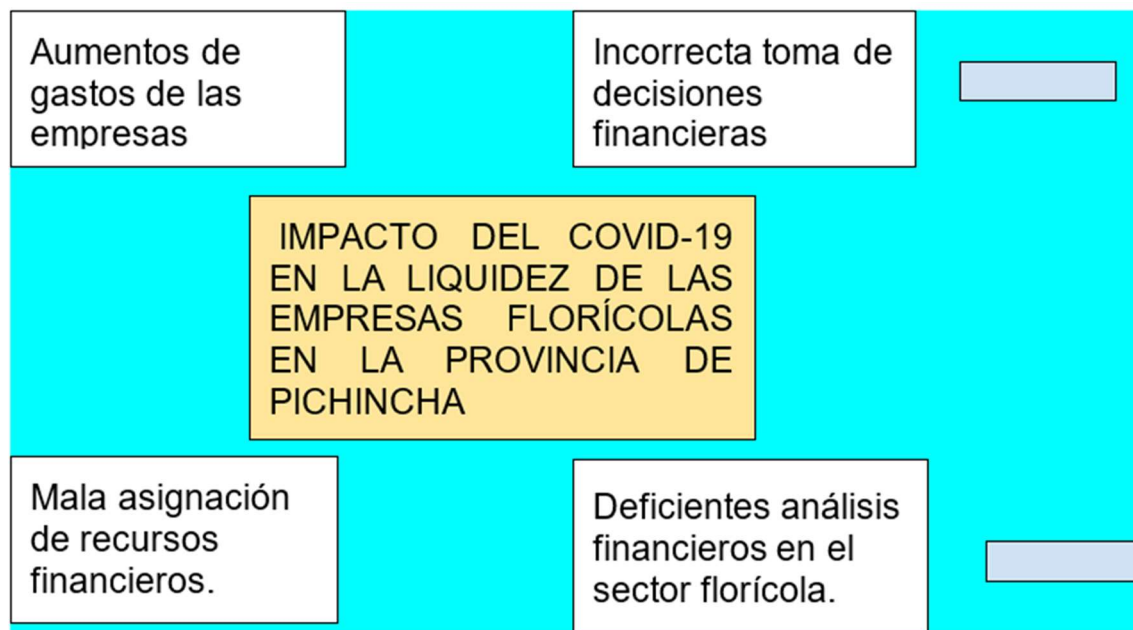 Aumentos de
gastos de las
empresas
Incorrecta toma de
decisiones
financieras
IMPACTO DEL COVID-19
EN LA LIQUIDEZ DE LAS
EMPRESAS FLORÍCOLAS
EN LA PROVINCIA DE
PICHINCHA
Mala asignación
de recursos
financieros.
Deficientes análisis
financieros en el
sector florícola.